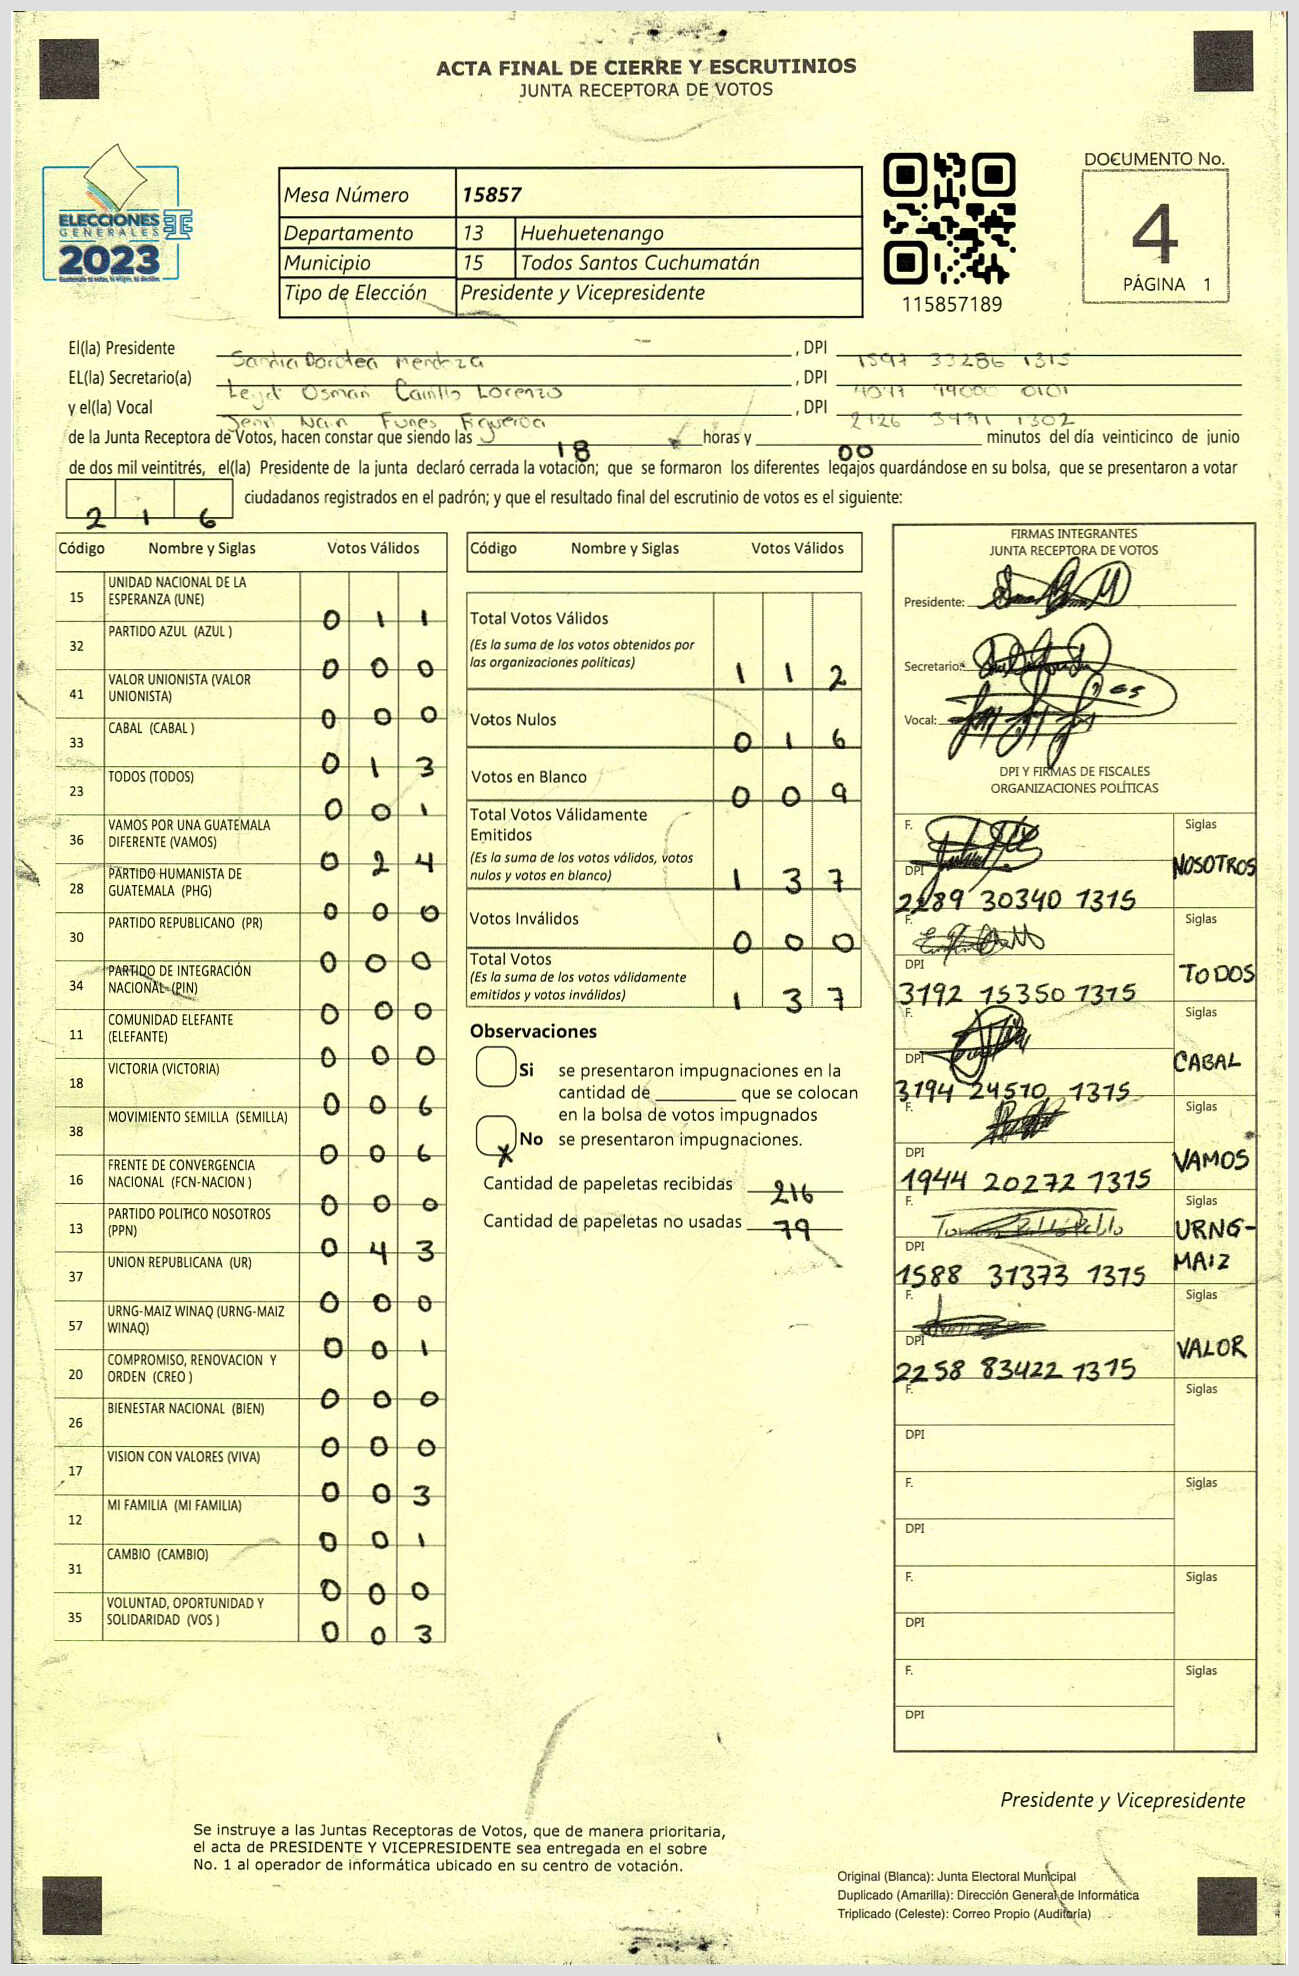 ACTA FINAL DE CIERRE Y ESCRUTINIOS
JUNTA RECEPTORA DE VOTOS
ELECCIONES
GENERALES
2023
Mesa Número 15857
Departamento 13 Huehuetenango
Municipio 15 Todos Santos Cuchumatán
Tipo de Elección Presidente y Vicepresidente
115857189
DOCUMENTO No.
4
PÁGINA 1
El(la) Presidente Sandra Dorotea Mendoza , DPI 1597 33286 1315
EL(la) Secretario(a) Osman Carrillo Lorenzo , DPI
y el(la) Vocal Funes Figueroa , DPI 1302
de la Junta Receptora de Votos, hacen constar que siendo las 18 horas y 00 minutos del día veinticinco de junio
de dos mil veintitrés, el(la) Presidente de la junta declaró cerrada la votación; que se formaron los diferentes legajos quardándose en su bolsa, que se presentaron a votar
216 ciudadanos registrados en el padrón; y que el resultado final del escrutinio de votos es el siguiente:
Código Nombre y Siglas Votos Válidos
15 UNIDAD NACIONAL DE LA ESPERANZA (UNE) 0 1 1
32 PARTIDO AZUL (AZUL ) 0 0 0
41 VALOR UNIONISTA (VALOR UNIONISTA) 0 0 0
33 CABAL (CABAL ) 0 1 3
23 TODOS (TODOS) 0 0 1
36 VAMOS POR UNA GUATEMALA DIFERENTE (VAMOS) 0 2 4
28 PARTIDO HUMANISTA DE GUATEMALA (PHG) 0 0 0
30 PARTIDO REPUBLICANO (PR) 0 0 0
34 PARTIDO DE INTEGRACIÓN NACIONAL (PIN) 0 0 0
11 COMUNIDAD ELEFANTE (ELEFANTE) 0 0 0
18 VICTORIA (VICTORIA) 0 0 6
38 MOVIMIENTO SEMILLA (SEMILLA) 0 0 6
16 FRENTE DE CONVERGENCIA NACIONAL (FCN-NACION ) 0 0 0
13 PARTIDO POLITICO NOSOTROS (PPN) 0 4 3
37 UNION REPUBLICANA (UR) 0 0 0
57 URNG-MAIZ WINAQ (URNG-MAIZ WINAQ) 0 0 1
20 COMPROMISO, RENOVACION Y ORDEN (CREO ) 0 0 0
26 BIENESTAR NACIONAL (BIEN) 0 0 0
17 VISION CON VALORES (VIVA) 0 0 3
12 MI FAMILIA (MI FAMILIA) 0 0 1
31 CAMBIO (CAMBIO) 0 0 0
35 VOLUNTAD, OPORTUNIDAD Y SOLIDARIDAD (VOS ) 0 0 3
Código Nombre y Siglas Votos Válidos
Total Votos Válidos 1 1 2
(Es la suma de los votos obtenidos por
las organizaciones políticas)
Votos Nulos 0 1 6
Votos en Blanco 0 0 9
Total Votos Válidamente
Emitidos 1 3 7
(Es la suma de los votos válidos, votos
nulos y votos en blanco)
Votos Inválidos 0 0 0
Total Votos 1 3 7
(Es la suma de los votos válidamente
emitidos y votos inválidos)
Observaciones
Si se presentaron impugnaciones en la
cantidad de ________ que se colocan
en la bolsa de votos impugnados
X No se presentaron impugnaciones.
Cantidad de papeletas recibidas 216
Cantidad de papeletas no usadas 79
FIRMAS INTEGRANTES
JUNTA RECEPTORA DE VOTOS
Presidente:
Secretario:
Vocal:
DPI Y FIRMAS DE FISCALES
ORGANIZACIONES POLÍTICAS
F. Siglas NOSOTROS
DPI 2289 30340 1315
F. Siglas TODOS
DPI 3192 15350 1315
F. Siglas CABAL
DPI 3194 24510 1315
F. Siglas VAMOS
DPI 1944 20272 1315
F. Siglas URNG-MAIZ
DPI 1588 31373 1315
F. Siglas VALOR
DPI 2258 83422 1315
F. Siglas
DPI
F. Siglas
DPI
F. Siglas
DPI
F. Siglas
DPI
Presidente y Vicepresidente
Se instruye a las Juntas Receptoras de Votos, que de manera prioritaria,
el acta de PRESIDENTE Y VICEPRESIDENTE sea entregada en el sobre
No. 1 al operador de informática ubicado en su centro de votación.
Original (Blanca): Junta Electoral Municipal
Duplicado (Amarilla): Dirección General de Informática
Triplicado (Celeste): Correo Propio (Auditoría)